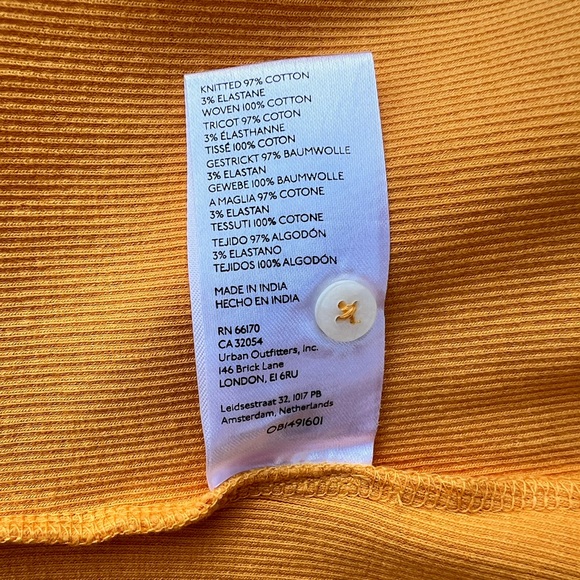 KNITTED 97% COTTON
3% ELASTANE
WOVEN 100% COTTON
TRICOT 97% COTON
3% ÉLASTHANNE
TISSÉ 100% COTON
GESTRICKT 97% BAUMWOLLE
3% ELASTAN
GEWEBE 100% BAUMWOLLE
A MAGLIA 97% COTONE
3% ELASTAN
TESSUTI 100% COTONE
TEJIDO 97% ALGODÓN
3% ELASTANO
TEJIDOS 100% ALGODÓN
MADE IN INDIA
HECHO EN INDIA
RN 66170
CA 32054
Urban Outfitters, Inc.
146 Brick Lane
LONDON, E1 6RU
Leidsestraat 32, 1017 PB
Amsterdam, Netherlands
OB1491601